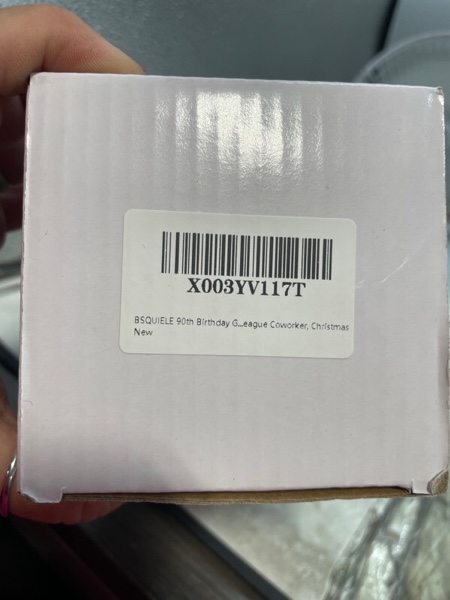 X003YV117T
BSQUIELE 90th Birthday G...eague Coworker, Christmas
New